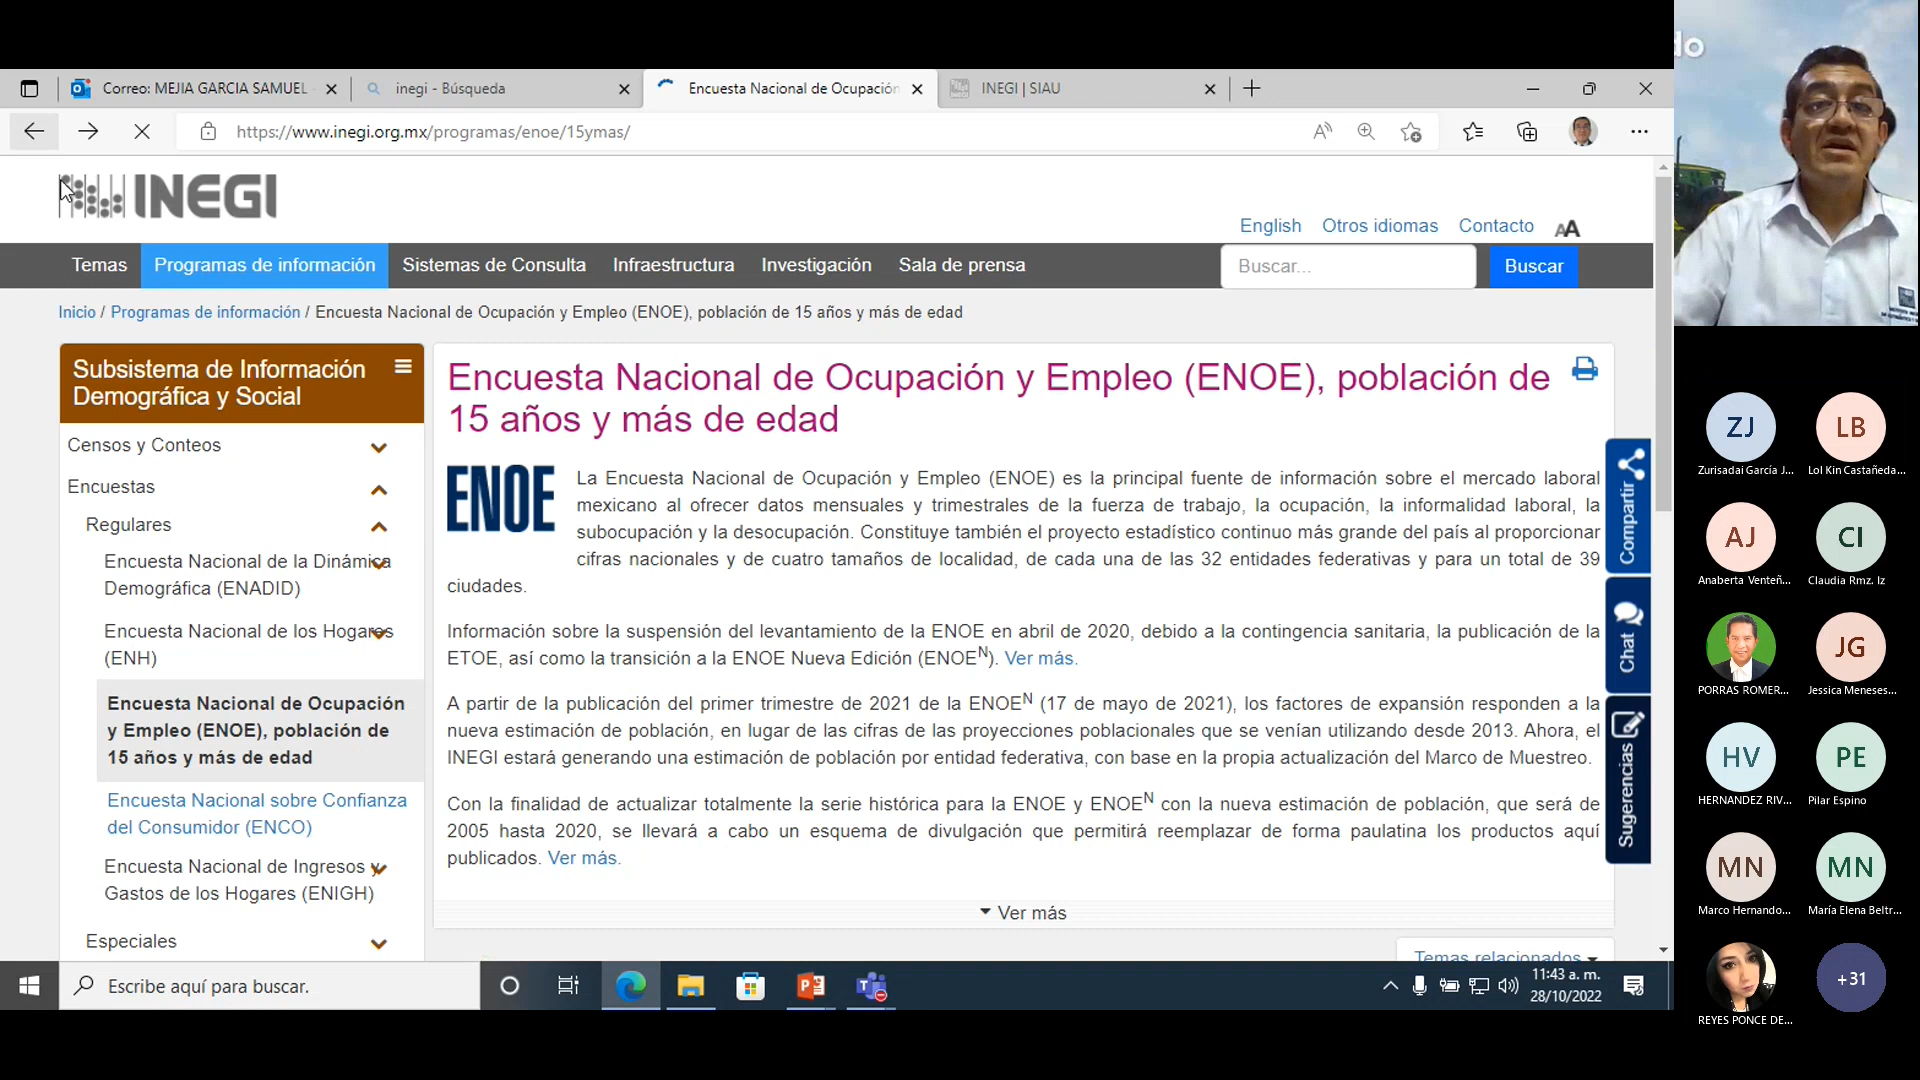 Correo: MEJIA GARCIA SAMUEL
inegi - Búsqueda
Encuesta Nacional de Ocupación
INEGI | SIAU
https://www.inegi.org.mx/programas/enoe/15ymas/
INEGI
English Otros idiomas Contacto AA
Temas Programas de información Sistemas de Consulta Infraestructura Investigación Sala de prensa Buscar... Buscar
Inicio / Programas de información / Encuesta Nacional de Ocupación y Empleo (ENOE), población de 15 años y más de edad
Subsistema de Información
Demográfica y Social
Censos y Conteos
Encuestas
Regulares
Encuesta Nacional de la Dinámica
Demográfica (ENADID)
Encuesta Nacional de los Hogares
(ENH)
Encuesta Nacional de Ocupación
y Empleo (ENOE), población de
15 años y más de edad
Encuesta Nacional sobre Confianza
del Consumidor (ENCO)
Encuesta Nacional de Ingresos y
Gastos de los Hogares (ENIGH)
Especiales
Encuesta Nacional de Ocupación y Empleo (ENOE), población de
15 años y más de edad
ENOE
La Encuesta Nacional de Ocupación y Empleo (ENOE) es la principal fuente de información sobre el mercado laboral
mexicano al ofrecer datos mensuales y trimestrales de la fuerza de trabajo, la ocupación, la informalidad laboral, la
subocupación y la desocupación. Constituye también el proyecto estadístico continuo más grande del país al proporcionar
cifras nacionales y de cuatro tamaños de localidad, de cada una de las 32 entidades federativas y para un total de 39
ciudades.
Información sobre la suspensión del levantamiento de la ENOE en abril de 2020, debido a la contingencia sanitaria, la publicación de la
ETOE, así como la transición a la ENOE Nueva Edición (ENOEᴺ). Ver más.
A partir de la publicación del primer trimestre de 2021 de la ENOEᴺ (17 de mayo de 2021), los factores de expansión responden a la
nueva estimación de población, en lugar de las cifras de las proyecciones poblacionales que se venían utilizando desde 2013. Ahora, el
INEGI estará generando una estimación de población por entidad federativa, con base en la propia actualización del Marco de Muestreo.
Con la finalidad de actualizar totalmente la serie histórica para la ENOE y ENOEᴺ con la nueva estimación de población, que será de
2005 hasta 2020, se llevará a cabo un esquema de divulgación que permitirá reemplazar de forma paulatina los productos aquí
publicados. Ver más.
Ver más
Temas relacionados
Compartir
Chat
Sugerencias
Escribe aquí para buscar.
11:43 a. m.
28/10/2022
do
ZJ LB
Zurisadai García J... Lol Kin Castañeda...
AJ CI
Anaberta Venteñ... Claudia Rmz. Iz
JG
PORRAS ROMER... Jessica Meneses...
HV PE
HERNANDEZ RIV... Pilar Espino
MN MN
Marco Hernando... María Elena Beltr...
+31
REYES PONCE DE...